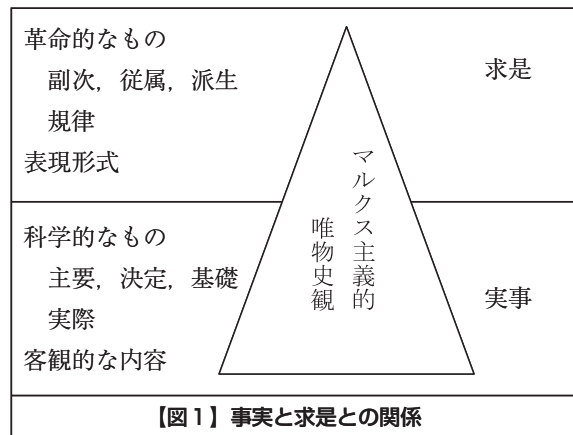 革命的なもの
副次，従属，派生
規律
表現形式
求是
マルクス主義的
唯物史観
科学的なもの
主要，決定，基礎
実際
客観的な内容
実事
【図1】事実と求是との関係